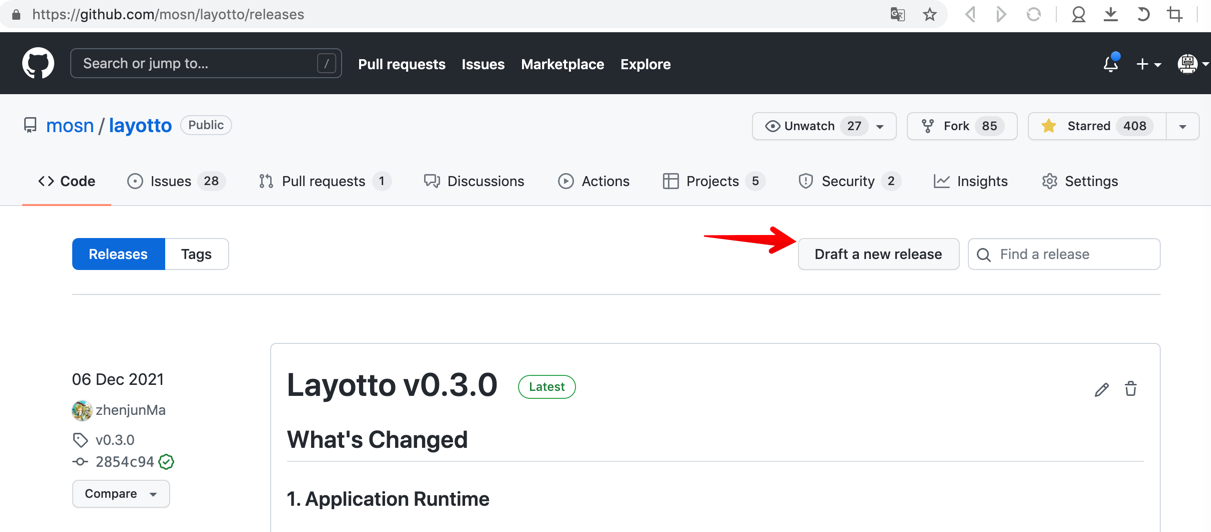 https://github.com/mosn/layotto/releases
Search or jump to... / Pull requests Issues Marketplace Explore
mosn / layotto Public Unwatch 27 Fork 85 Starred 408
Code Issues 28 Pull requests 1 Discussions Actions Projects 5 Security 2 Insights Settings
Releases Tags Draft a new release Find a release
06 Dec 2021
zhenjunMa
v0.3.0
2854c94
Compare
Layotto v0.3.0 Latest
What's Changed
1. Application Runtime